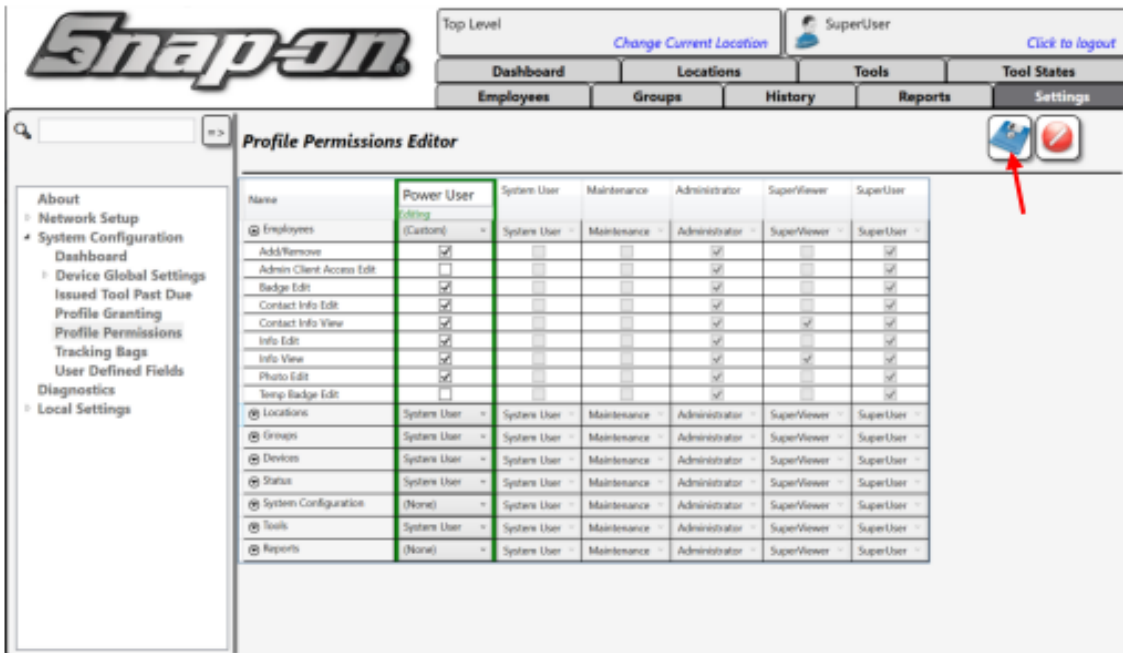 Snap-on
Top Level
Change Current Location
SuperUser
Click to logout
Dashboard Locations Tools Tool States
Employees Groups History Reports Settings
=>
Profile Permissions Editor
About
Network Setup
System Configuration
Dashboard
Device Global Settings
Issued Tool Past Due
Profile Granting
Profile Permissions
Tracking Bags
User Defined Fields
Diagnostics
Local Settings
Name Power User System User Maintenance Administrator SuperViewer SuperUser
Editing
Employees (Custom) System User Maintenance Administrator SuperViewer SuperUser
Add/Remove
Admin Client Access Edit
Badge Edit
Contact Info Edit
Contact Info View
Info Edit
Info View
Photo Edit
Temp Badge Edit
Locations System User System User Maintenance Administrator SuperViewer SuperUser
Groups System User System User Maintenance Administrator SuperViewer SuperUser
Devices System User System User Maintenance Administrator SuperViewer SuperUser
Status System User System User Maintenance Administrator SuperViewer SuperUser
System Configuration (None) System User Maintenance Administrator SuperViewer SuperUser
Tools System User System User Maintenance Administrator SuperViewer SuperUser
Reports (None) System User Maintenance Administrator SuperViewer SuperUser